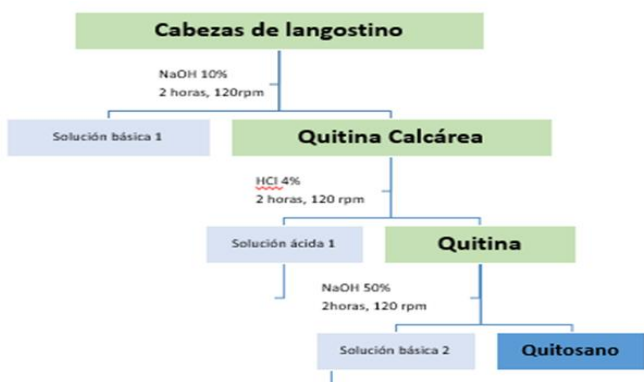 Cabezas de langostino
NaOH 10%
2 horas, 120rpm
Solución básica 1
Quitina Calcárea
HCl 4%
2 horas, 120 rpm
Solución ácida 1
Quitina
NaOH 50%
2horas, 120 rpm
Solución básica 2
Quitosano